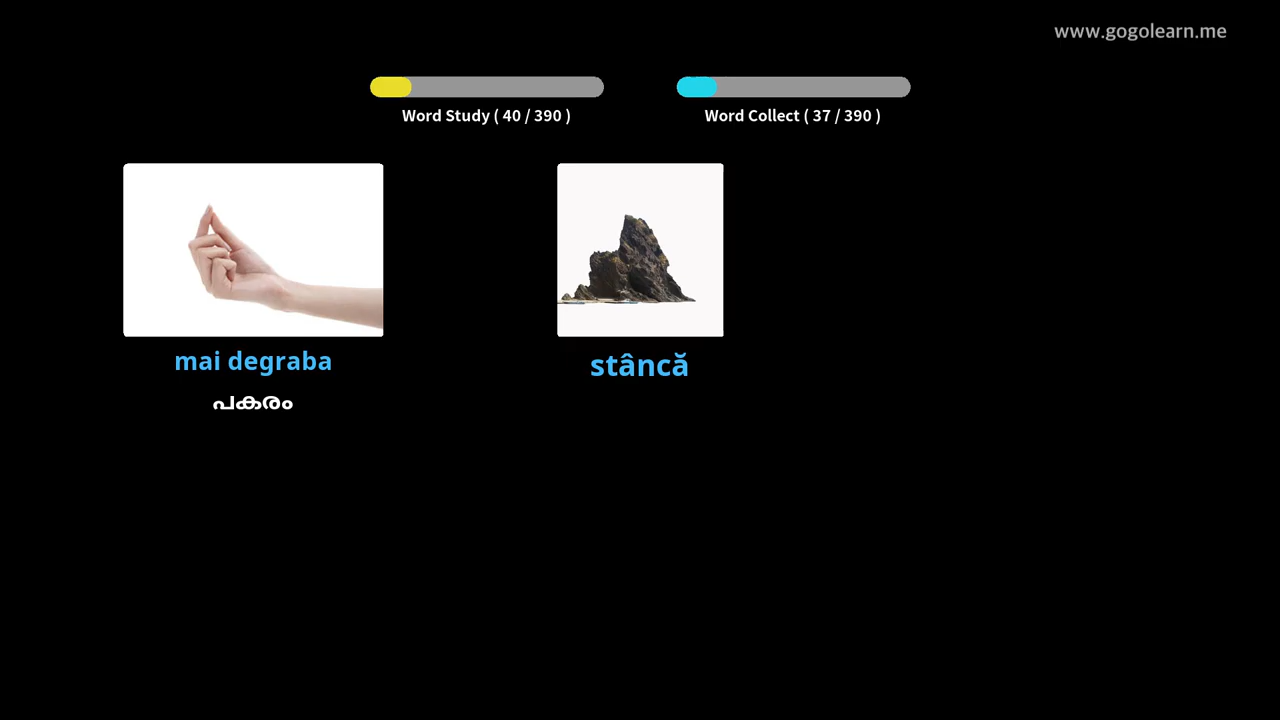 www.gogolearn.me
Word Study ( 40 / 390 )
Word Collect ( 37 / 390 )
mai degraba
stâncă
പകരം